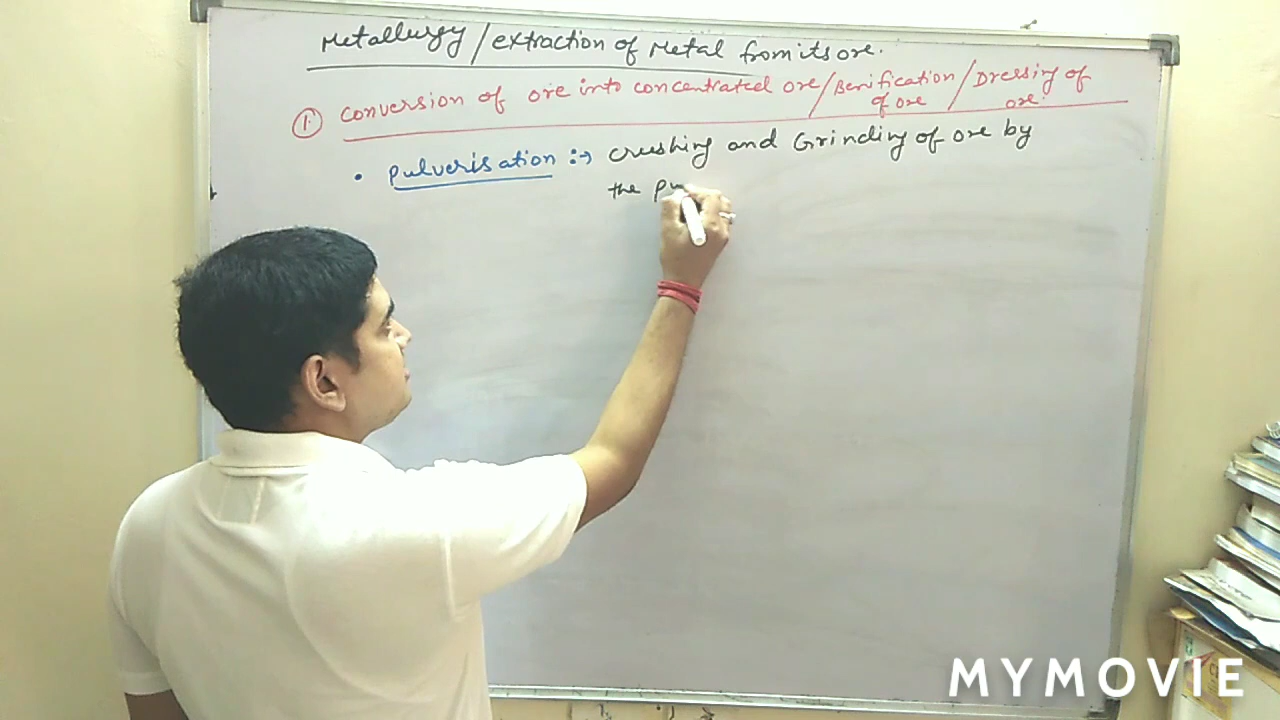 Metallurgy / extraction of Metal from its ore.
① Conversion of ore into concentrated ore / Benification of ore / Dressing of ore.
• Pulverisation :→ Crushing and Grinding of ore by
the
MYMOVIE